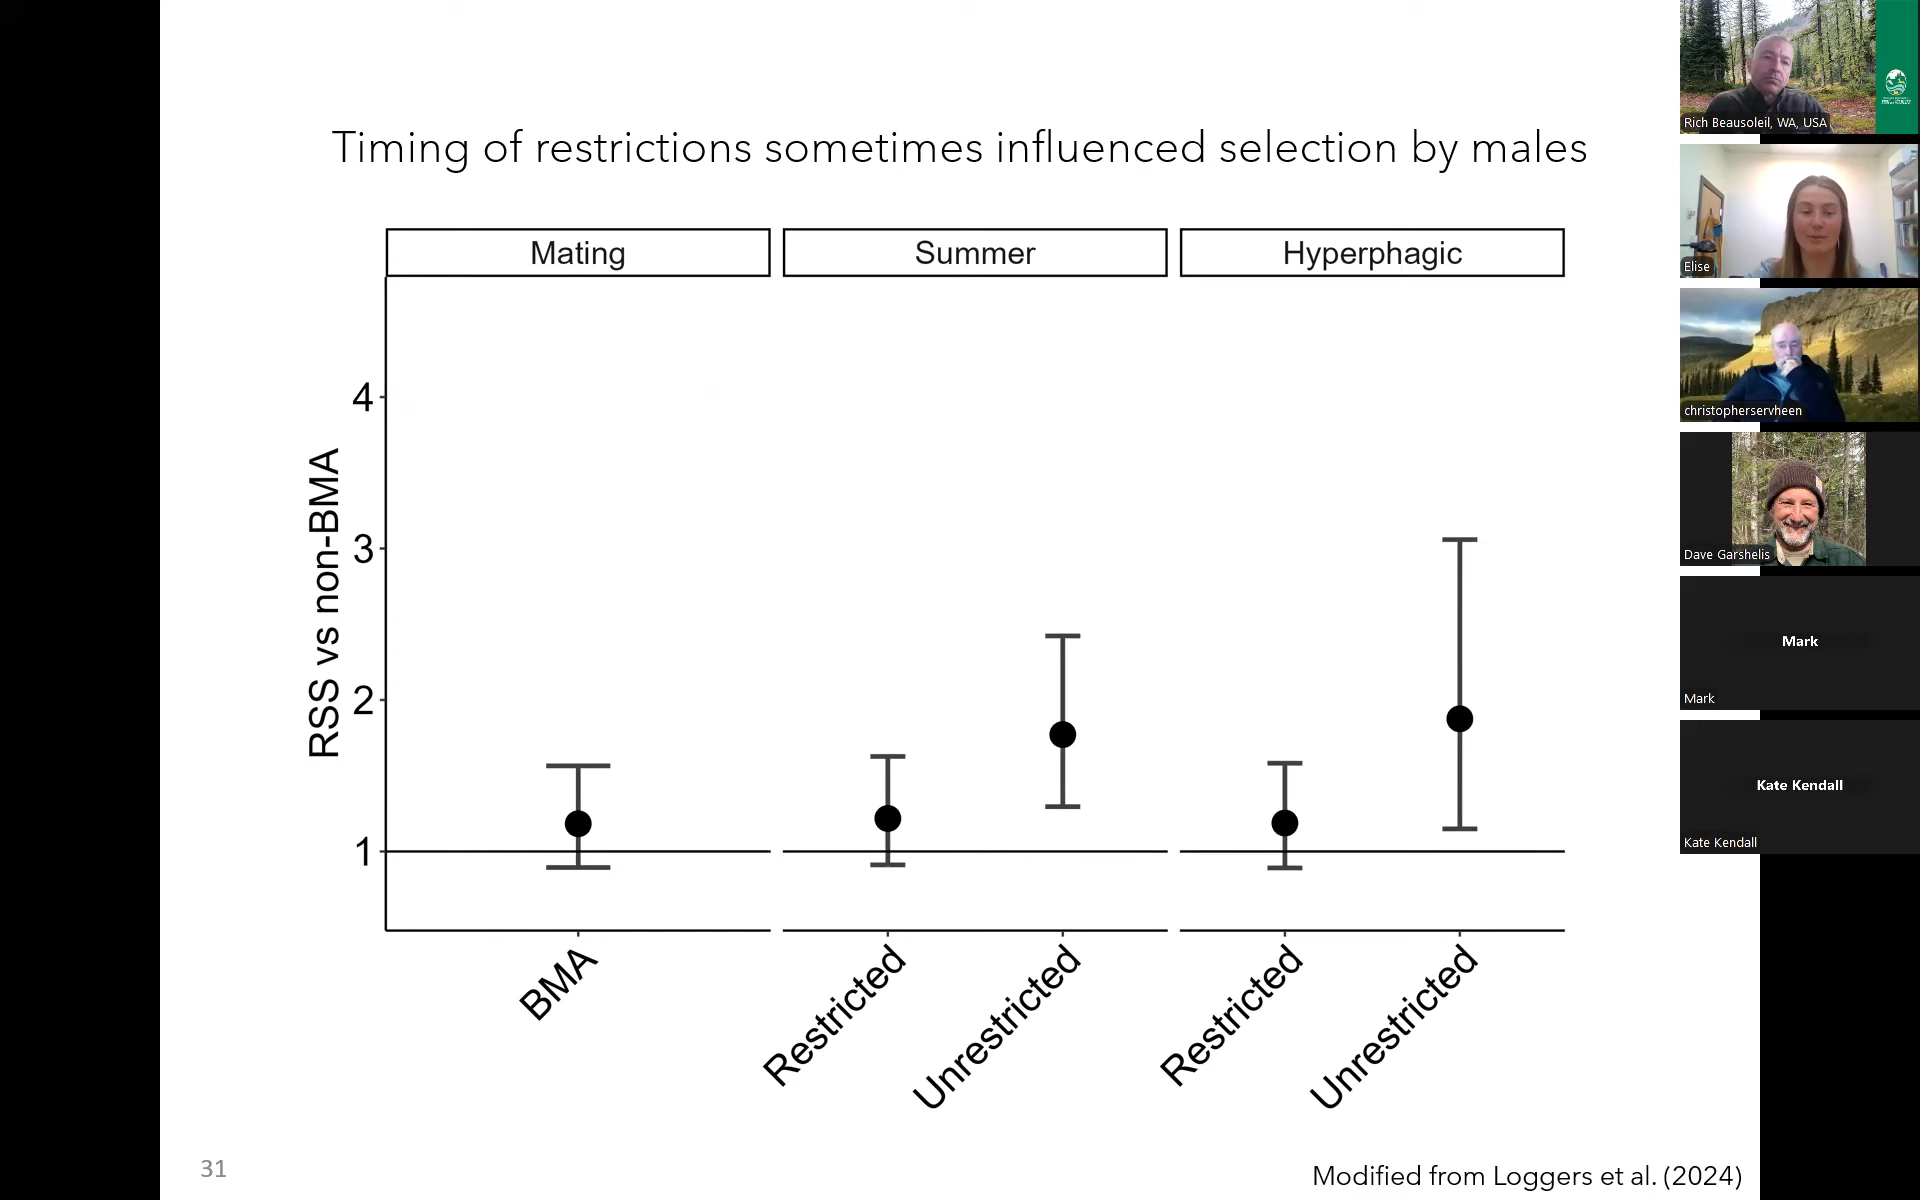 Timing of restrictions sometimes influenced selection by males
Mating
Summer
Hyperphagic
RSS vs non-BMA
4
3
2
1
BMA
Restricted
Unrestricted
Restricted
Unrestricted
31
Modified from Loggers et al. (2024)
Rich Beausoleil, WA, USA
Elise
christopherservheen
Dave Garshelis
Mark
Mark
Kate Kendall
Kate Kendall